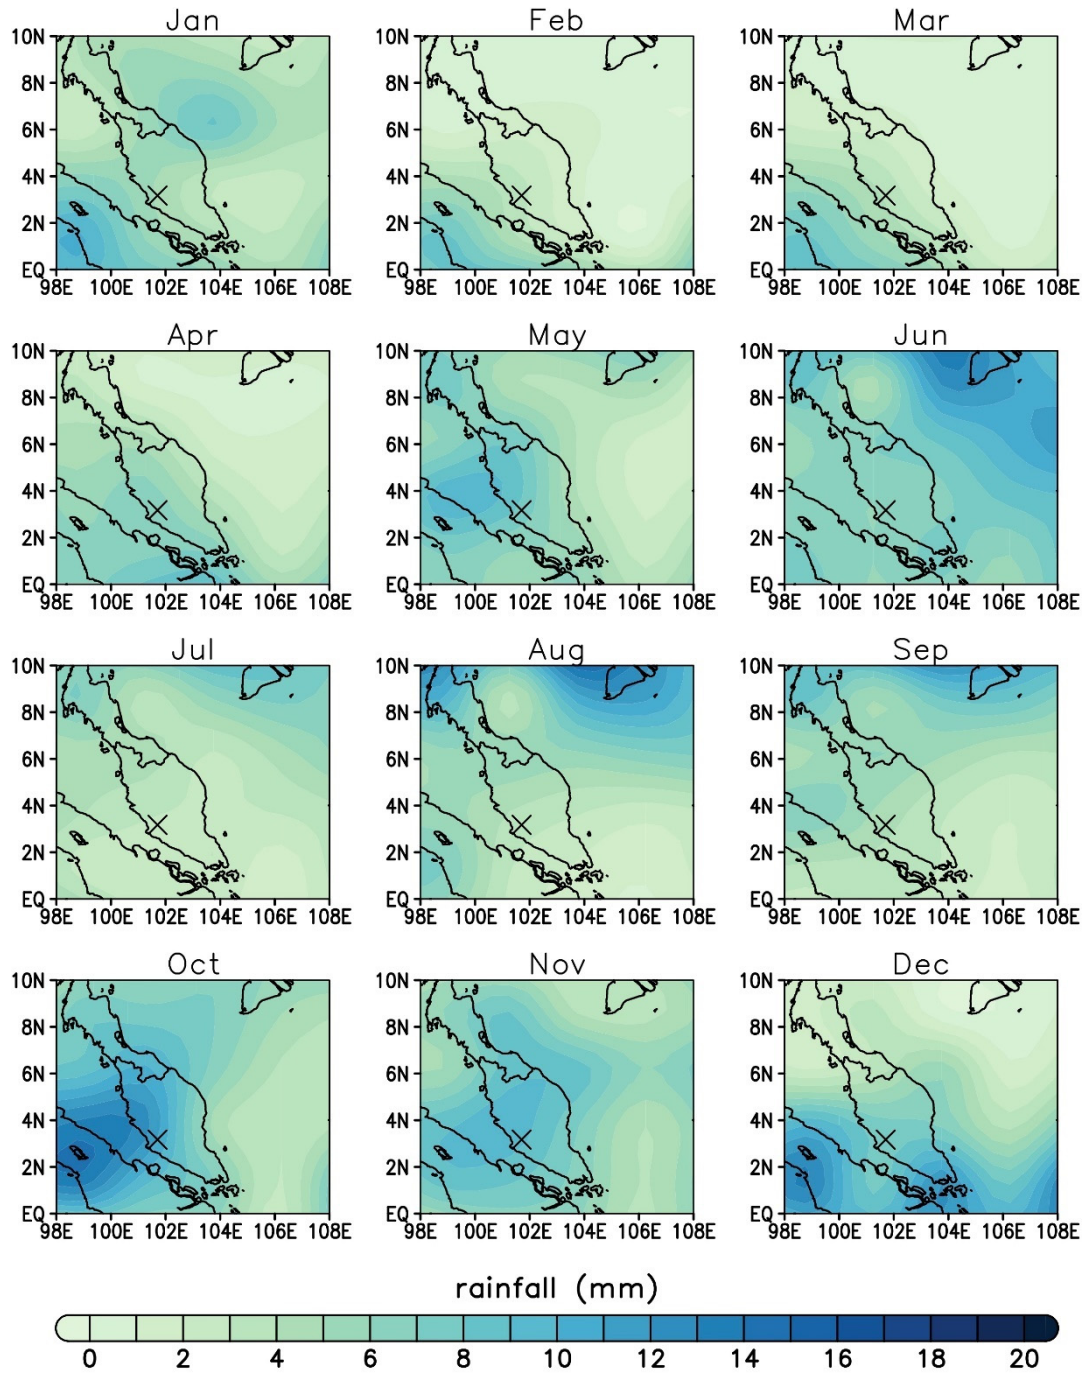 Jan Feb Mar
10N 10N 10N
8N 8N 8N
6N 6N 6N
4N 4N 4N
2N 2N 2N
EQ EQ EQ
98E 100E 102E 104E 106E 108E 98E 100E 102E 104E 106E 108E 98E 100E 102E 104E 106E 108E
Apr May Jun
10N 10N 10N
8N 8N 8N
6N 6N 6N
4N 4N 4N
2N 2N 2N
EQ EQ EQ
98E 100E 102E 104E 106E 108E 98E 100E 102E 104E 106E 108E 98E 100E 102E 104E 106E 108E
Jul Aug Sep
10N 10N 10N
8N 8N 8N
6N 6N 6N
4N 4N 4N
2N 2N 2N
EQ EQ EQ
98E 100E 102E 104E 106E 108E 98E 100E 102E 104E 106E 108E 98E 100E 102E 104E 106E 108E
Oct Nov Dec
10N 10N 10N
8N 8N 8N
6N 6N 6N
4N 4N 4N
2N 2N 2N
EQ EQ EQ
98E 100E 102E 104E 106E 108E 98E 100E 102E 104E 106E 108E 98E 100E 102E 104E 106E 108E
rainfall (mm)
0 2 4 6 8 10 12 14 16 18 20